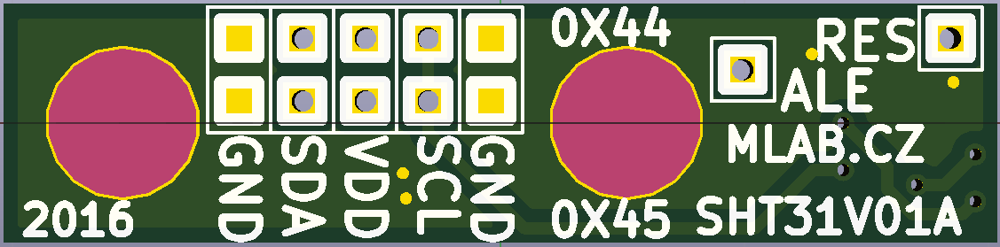 0X44
RES
ALE
MLAB.CZ
GND
SDA
VDD
SCL
GND
2016
0X45
SHT31V01A